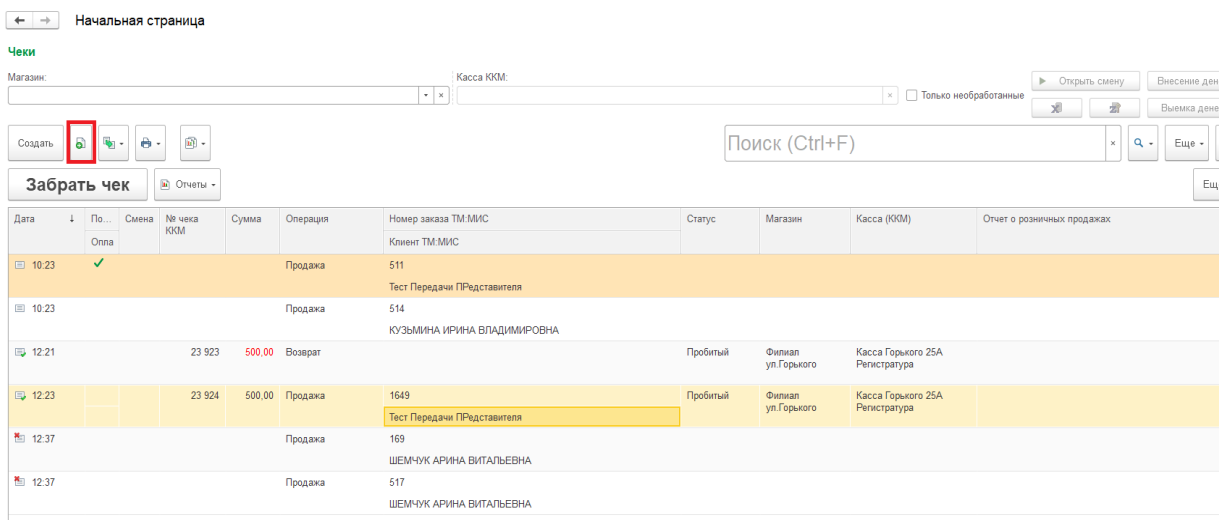 Начальная страница
Чеки
Магазин: Касса ККМ:
Только необработанные Открыть смену Внесение ден
Выемка дене
Создать Поиск (Ctrl+F) Еще
Забрать чек Отчеты Ещ
Дата По... Смена № чека ККМ Сумма Операция Номер заказа ТМ:МИС Статус Магазин Касса (ККМ) Отчет о розничных продажах
Опла Клиент ТМ:МИС
10:23 Продажа 511
Тест Передачи ПРедставителя
10:23 Продажа 514
КУЗЬМИНА ИРИНА ВЛАДИМИРОВНА
12:21 23 923 500,00 Возврат Пробитый Филиал Касса Горького 25А
ул.Горького Регистратура
12:23 23 924 500,00 Продажа 1649 Пробитый Филиал Касса Горького 25А
Тест Передачи ПРедставителя ул.Горького Регистратура
12:37 Продажа 169
ШЕМЧУК АРИНА ВИТАЛЬЕВНА
12:37 Продажа 517
ШЕМЧУК АРИНА ВИТАЛЬЕВНА